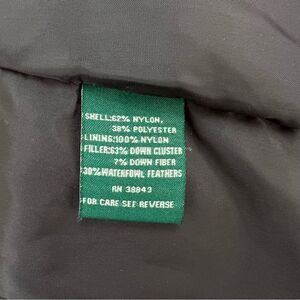 SHELL:62% NYLON,
38% POLYESTER
LINING:100% NYLON
FILLER:63% DOWN CLUSTER
7% DOWN FIBER
30% WATERFOWL FEATHERS
RN 38943
FOR CARE SEE REVERSE